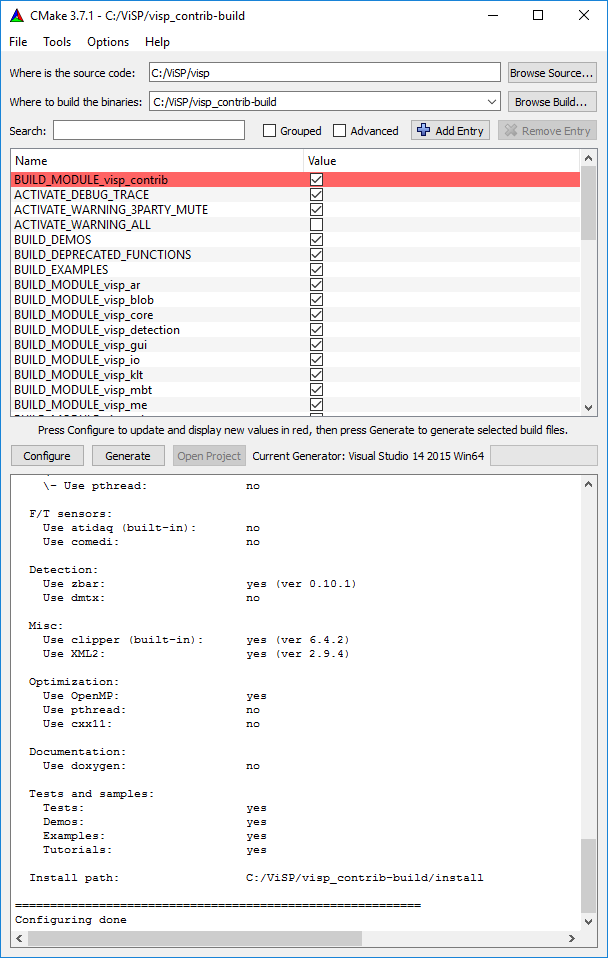 CMake 3.7.1 - C:/ViSP/visp_contrib-build
File Tools Options Help
Where is the source code: C:/ViSP/visp Browse Source...
Where to build the binaries: C:/ViSP/visp_contrib-build Browse Build...
Search: Grouped Advanced Add Entry Remove Entry
Name Value
BUILD_MODULE_visp_contrib
ACTIVATE_DEBUG_TRACE
ACTIVATE_WARNING_3PARTY_MUTE
ACTIVATE_WARNING_ALL
BUILD_DEMOS
BUILD_DEPRECATED_FUNCTIONS
BUILD_EXAMPLES
BUILD_MODULE_visp_ar
BUILD_MODULE_visp_blob
BUILD_MODULE_visp_core
BUILD_MODULE_visp_detection
BUILD_MODULE_visp_gui
BUILD_MODULE_visp_io
BUILD_MODULE_visp_klt
BUILD_MODULE_visp_mbt
BUILD_MODULE_visp_me
Press Configure to update and display new values in red, then press Generate to generate selected build files.
Configure Generate Open Project Current Generator: Visual Studio 14 2015 Win64
\- Use pthread: no
F/T sensors:
Use atidaq (built-in): no
Use comedi: no
Detection:
Use zbar: yes (ver 0.10.1)
Use dmtx: no
Misc:
Use clipper (built-in): yes (ver 6.4.2)
Use XML2: yes (ver 2.9.4)
Optimization:
Use OpenMP: yes
Use pthread: no
Use cxx11: no
Documentation:
Use doxygen: no
Tests and samples:
Tests: yes
Demos: yes
Examples: yes
Tutorials: yes
Install path: C:/ViSP/visp_contrib-build/install
==========================================================
Configuring done